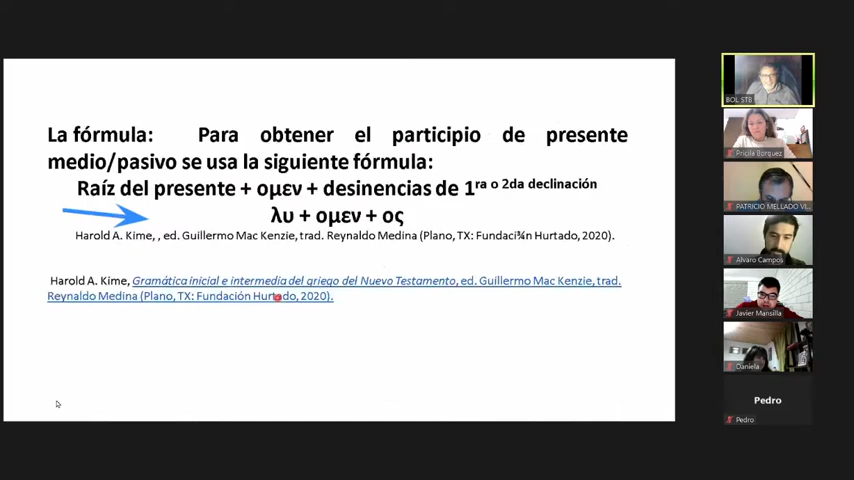 La fórmula: Para obtener el participio de presente
medio/pasivo se usa la siguiente fórmula:
Raíz del presente + ομεν + desinencias de 1ra o 2da declinación
λυ + ομεν + ος
Harold A. Kime, , ed. Guillermo Mac Kenzie, trad. Reynaldo Medina (Plano, TX: Fundaci¾n Hurtado, 2020).
Harold A. Kime, Gramática inicial e intermedia del griego del Nuevo Testamento, ed. Guillermo Mac Kenzie, trad.
Reynaldo Medina (Plano, TX: Fundación Hurtado, 2020).
BOL STB
Pricila Borquez
PATRICIO MELLADO VI...
Alvaro Campos
Javier Mansilla
Daniela
Pedro
Pedro